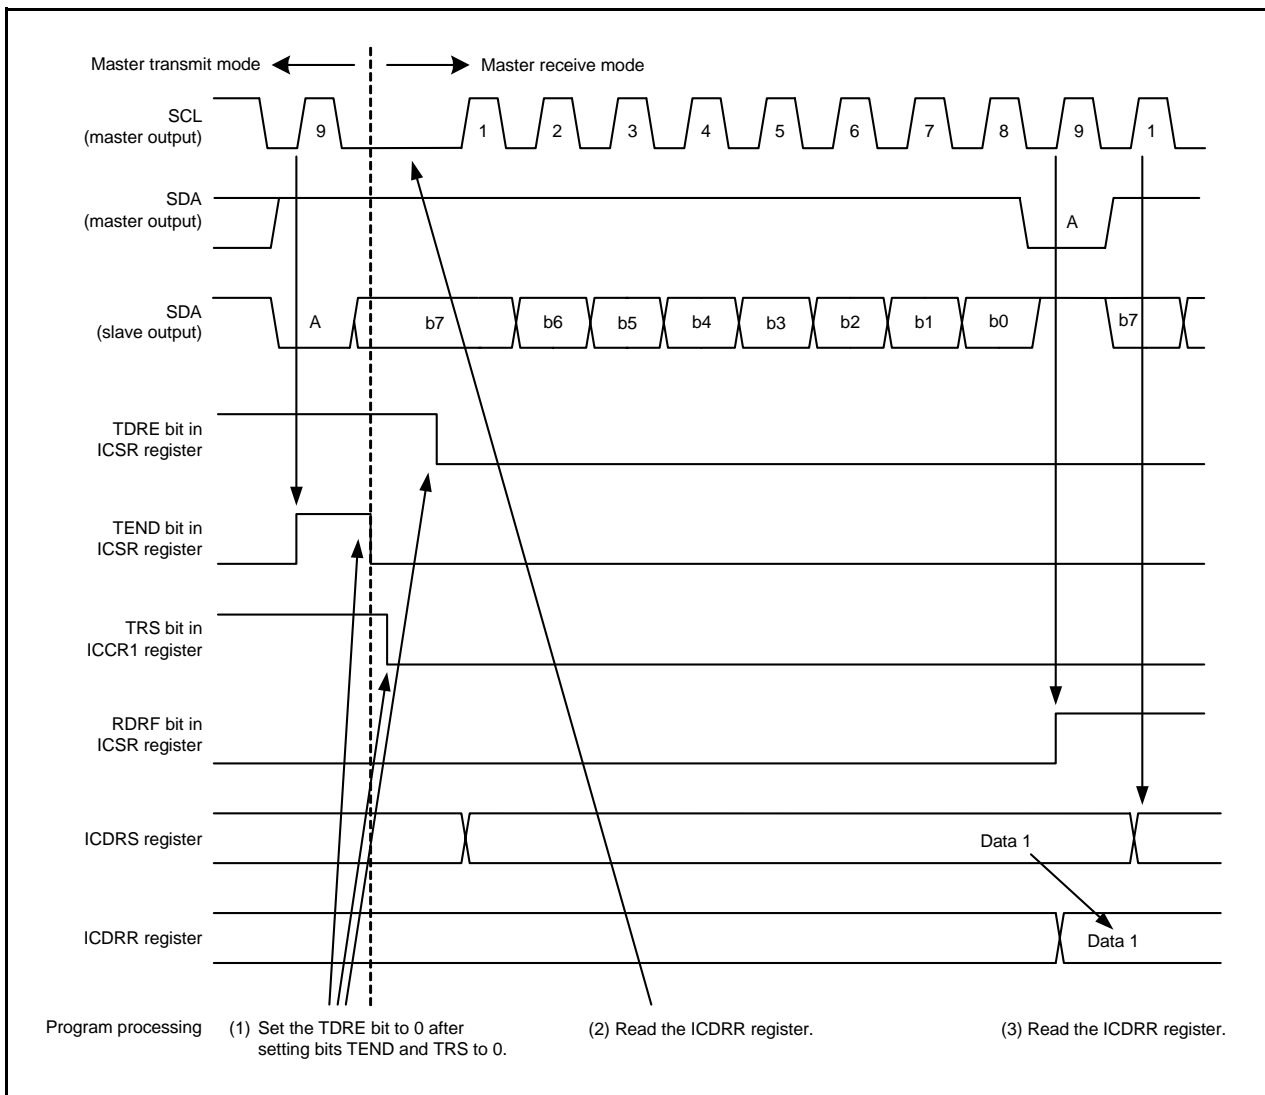 Master transmit mode
Master receive mode
SCL
(master output)
9 1 2 3 4 5 6 7 8 9 1
SDA
(master output)
A
SDA
(slave output)
A b7 b6 b5 b4 b3 b2 b1 b0 b7
TDRE bit in
ICSR register
TEND bit in
ICSR register
TRS bit in
ICCR1 register
RDRF bit in
ICSR register
ICDRS register
Data 1
ICDRR register
Data 1
Program processing
(1) Set the TDRE bit to 0 after
setting bits TEND and TRS to 0.
(2) Read the ICDRR register.
(3) Read the ICDRR register.